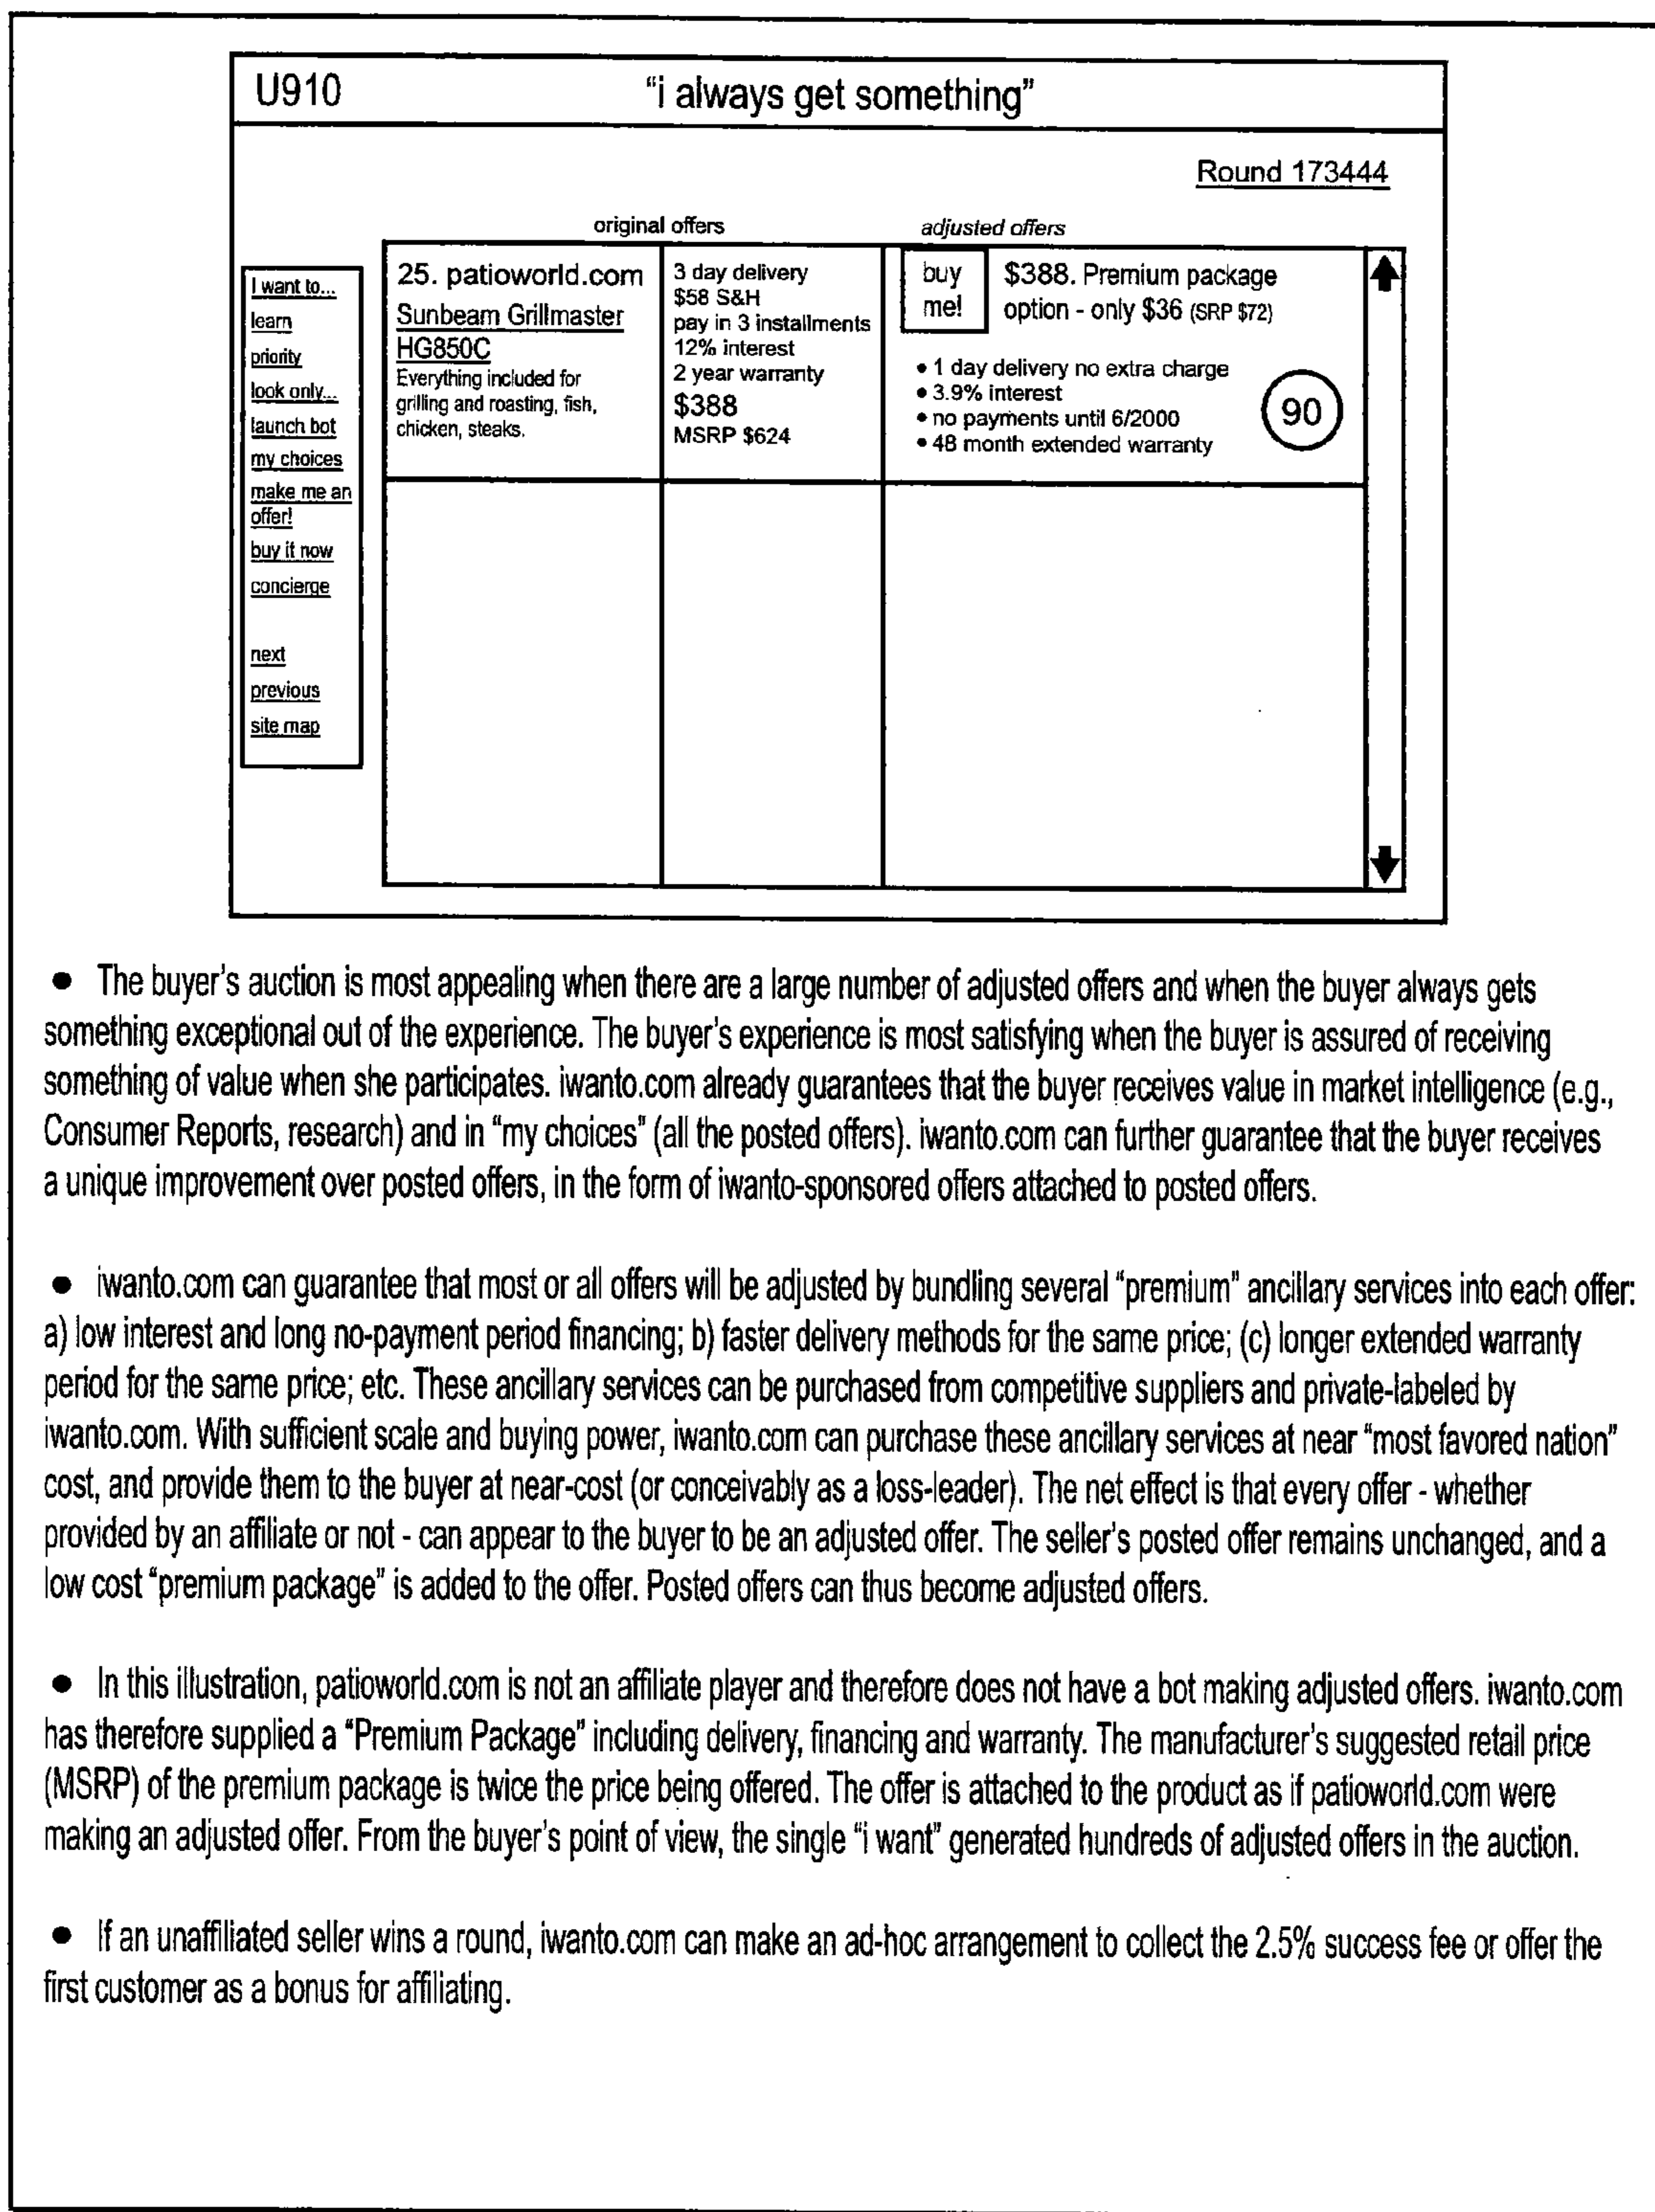 U910
“i always get something”
Round 173444
original offers
adjusted offers
I want to...
learn
priority
look only...
launch bot
my choices
make me an
offer!
buy it now
concierge
next
previous
site map
25. patioworld.com
Sunbeam Grillmaster
HG850C
Everything included for
grilling and roasting, fish,
chicken, steaks.
3 day delivery
$58 S&H
pay in 3 installments
12% interest
2 year warranty
$388
MSRP $624
buy
me!
$388. Premium package
option - only $36 (SRP $72)
• 1 day delivery no extra charge
• 3.9% interest
• no payments until 6/2000
• 48 month extended warranty
90
• The buyer's auction is most appealing when there are a large number of adjusted offers and when the buyer always gets
something exceptional out of the experience. The buyer's experience is most satisfying when the buyer is assured of receiving
something of value when she participates. iwanto.com already guarantees that the buyer receives value in market intelligence (e.g.,
Consumer Reports, research) and in “my choices” (all the posted offers). iwanto.com can further guarantee that the buyer receives
a unique improvement over posted offers, in the form of iwanto-sponsored offers attached to posted offers.
• iwanto.com can guarantee that most or all offers will be adjusted by bundling several “premium” ancillary services into each offer:
a) low interest and long no-payment period financing; b) faster delivery methods for the same price; (c) longer extended warranty
period for the same price; etc. These ancillary services can be purchased from competitive suppliers and private-labeled by
iwanto.com. With sufficient scale and buying power, iwanto.com can purchase these ancillary services at near “most favored nation”
cost, and provide them to the buyer at near-cost (or conceivably as a loss-leader). The net effect is that every offer - whether
provided by an affiliate or not - can appear to the buyer to be an adjusted offer. The seller's posted offer remains unchanged, and a
low cost “premium package” is added to the offer. Posted offers can thus become adjusted offers.
• In this illustration, patioworld.com is not an affiliate player and therefore does not have a bot making adjusted offers. iwanto.com
has therefore supplied a “Premium Package” including delivery, financing and warranty. The manufacturer's suggested retail price
(MSRP) of the premium package is twice the price being offered. The offer is attached to the product as if patioworld.com were
making an adjusted offer. From the buyer's point of view, the single “i want” generated hundreds of adjusted offers in the auction.
• If an unaffiliated seller wins a round, iwanto.com can make an ad-hoc arrangement to collect the 2.5% success fee or offer the
first customer as a bonus for affiliating.